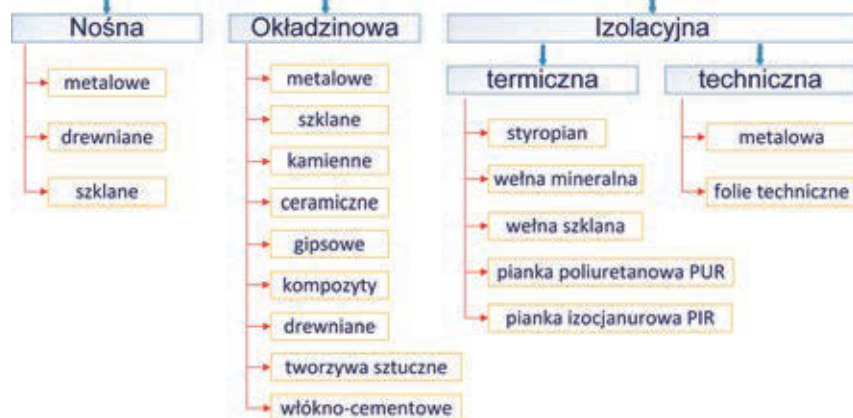 Nośna
metalowe
drewniane
szklane
Okładzinowa
metalowe
szklane
kamienne
ceramiczne
gipsowe
kompozyty
drewniane
tworzywa sztuczne
włókno-cementowe
Izolacyjna
termiczna
styropian
wełna mineralna
wełna szklana
pianka poliuretanowa PUR
pianka izocjanurowa PIR
techniczna
metalowa
folie techniczne